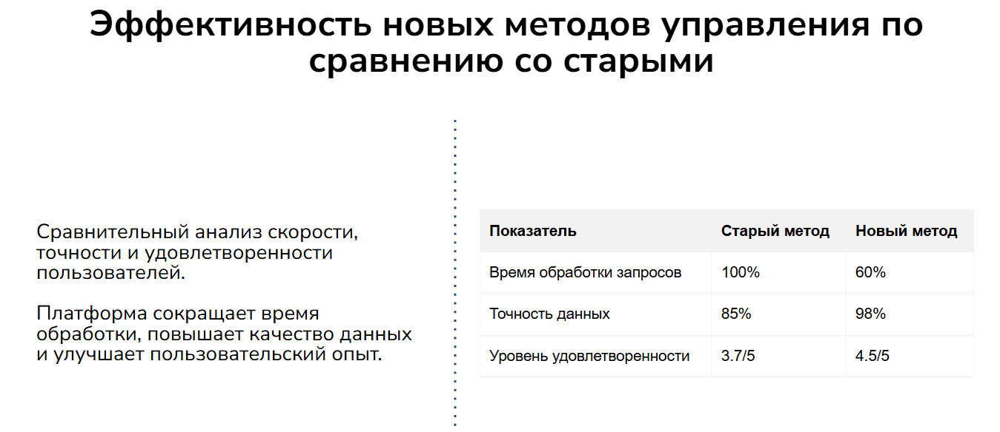 Эффективность новых методов управления по
сравнению со старыми
Сравнительный анализ скорости,
точности и удовлетворенности
пользователей.
Платформа сокращает время
обработки, повышает качество данных
и улучшает пользовательский опыт.
Показатель Старый метод Новый метод
Время обработки запросов 100% 60%
Точность данных 85% 98%
Уровень удовлетворенности 3.7/5 4.5/5